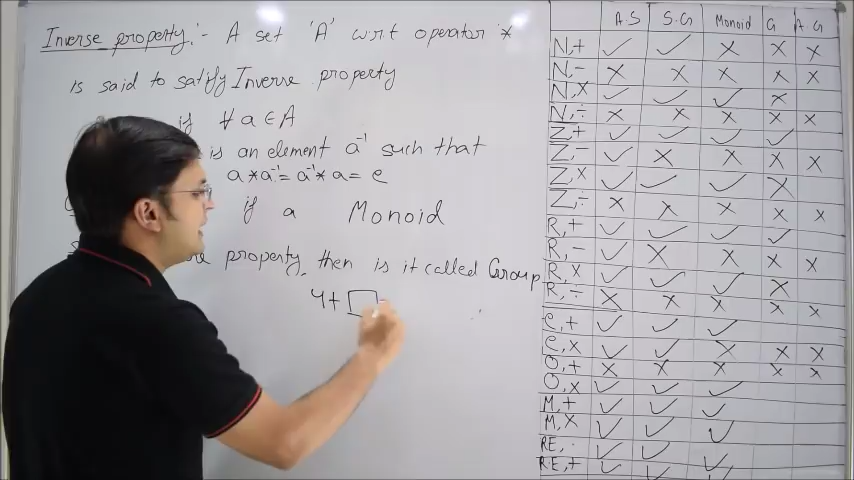 Inverse property:- A set 'A' w.r.t operator *
is said to satify Inverse property
if ∀ a ∈ A
is an element a⁻¹ such that
a * a⁻¹ = a⁻¹ * a = e
if a Monoid
property, then is it called Group
4+□
A.S S.G Monoid G A.G
N,+ ✓ ✓ × × ×
N,- × × × × ×
N,× ✓ ✓ ✓ ×
N,÷ × × × × ×
Z,+ ✓ ✓ ✓ ✓
Z,- ✓ × × × ×
Z,× ✓ ✓ ✓ ×
Z,÷ × × × × ×
R,+ ✓ ✓ ✓ ✓
R,- ✓ × × × ×
R,× ✓ ✓ ✓ ×
R,÷ × × × × ×
e,+ ✓ ✓ ✓
e,× ✓ ✓ × × ×
O,+ × × × × ×
O,× ✓ ✓ ✓
M,+ ✓ ✓ ✓
M,× ✓ ✓ ✓
RE,· ✓ ✓ ✓
RE,+ ✓ ✓ ✓